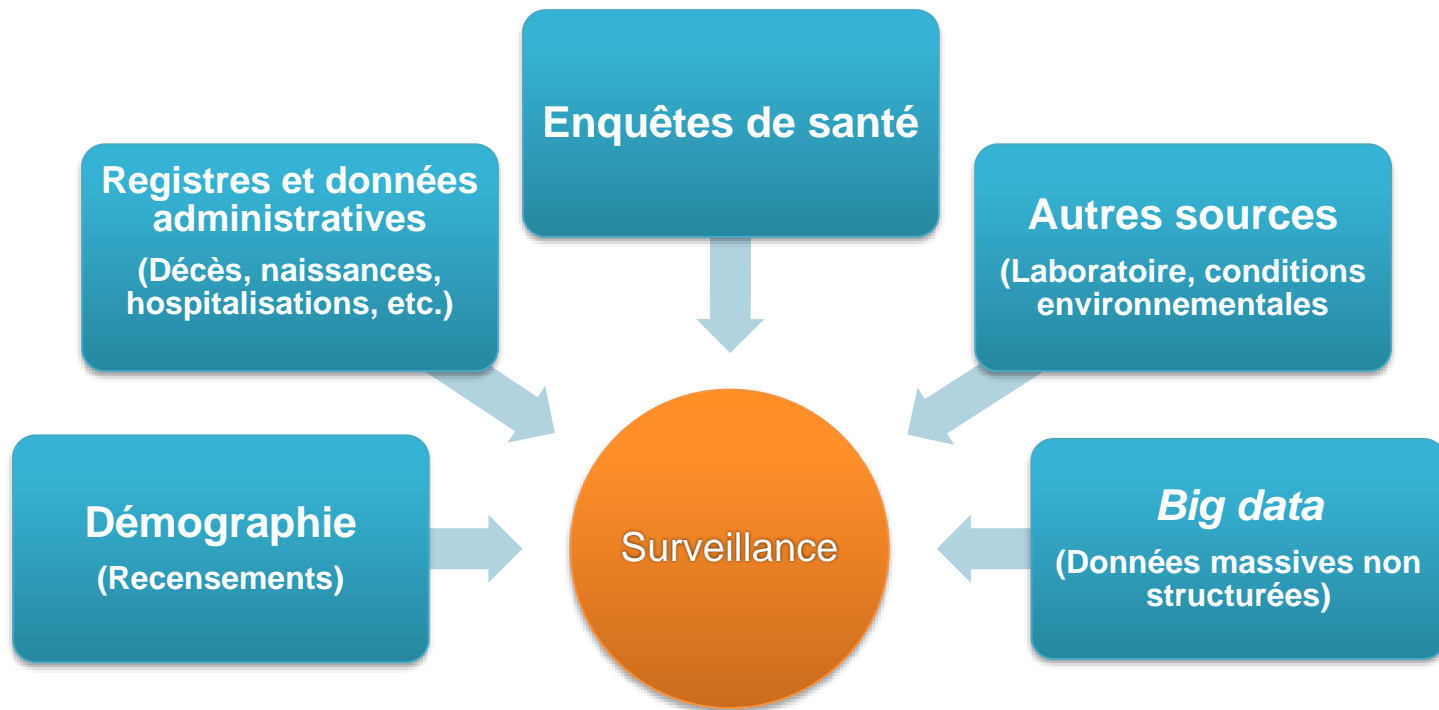 Enquêtes de santé
Registres et données
administratives
(Décès, naissances,
hospitalisations, etc.)
Autres sources
(Laboratoire, conditions
environnementales
Démographie
(Recensements)
Surveillance
Big data
(Données massives non
structurées)